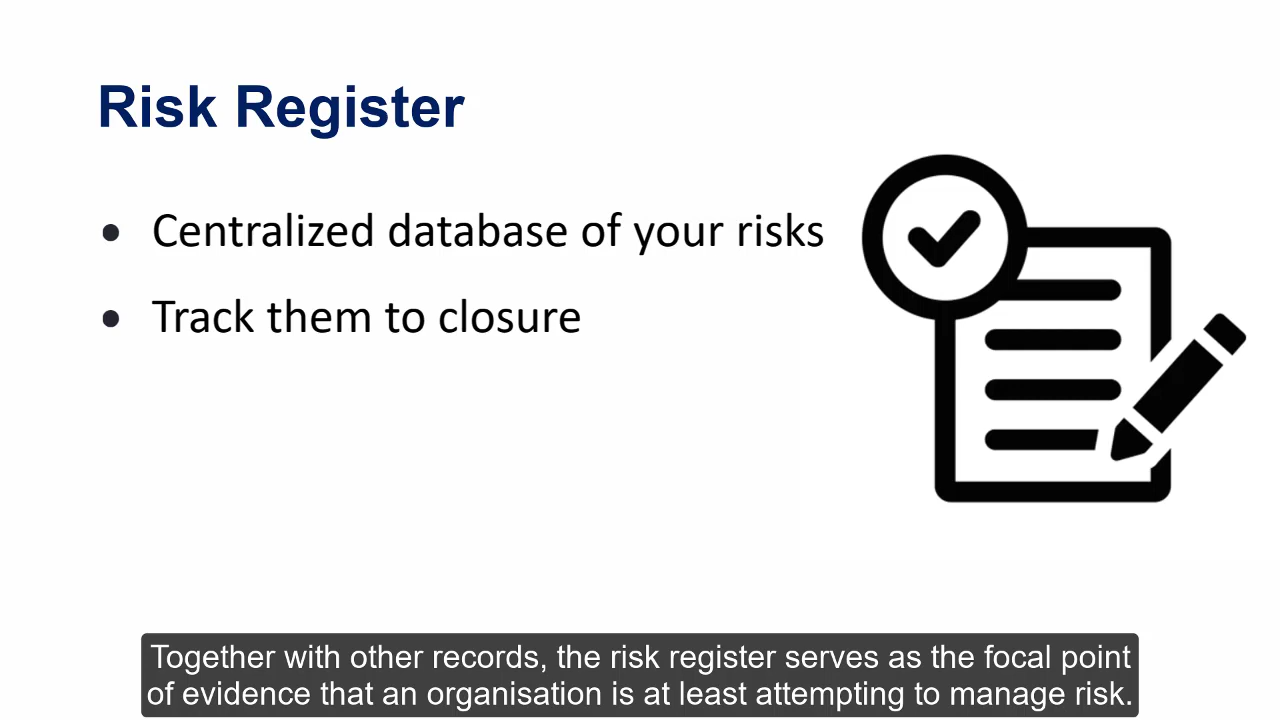 Risk Register
• Centralized database of your risks
• Track them to closure
Together with other records, the risk register serves as the focal point
of evidence that an organisation is at least attempting to manage risk.